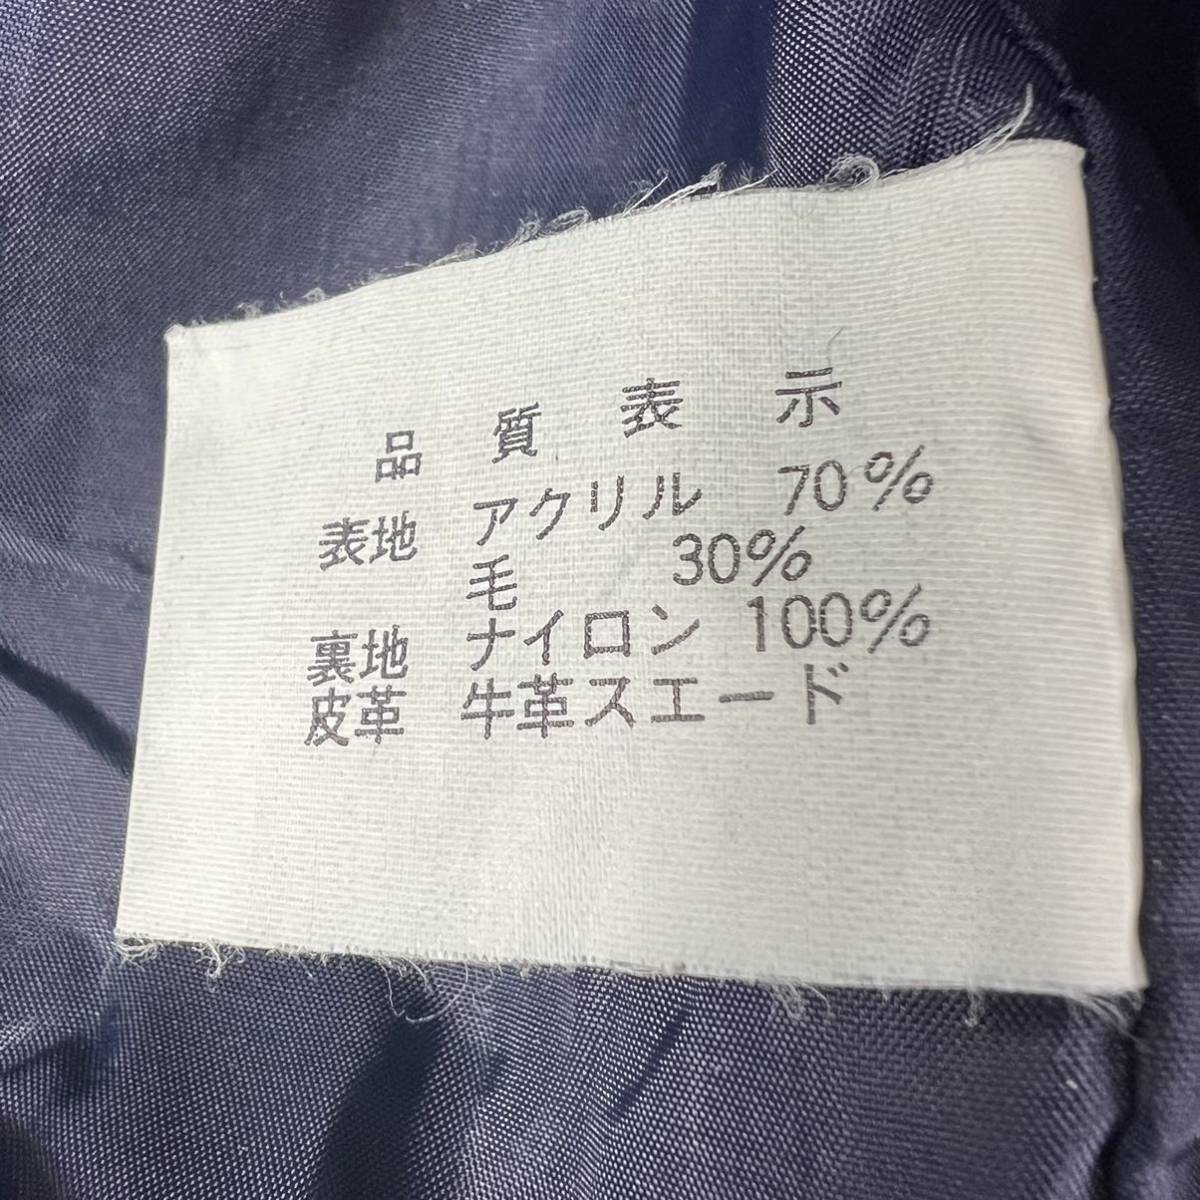 品質表示
表地 アクリル 70%
毛 30%
裏地 ナイロン 100%
皮革 牛革スエード